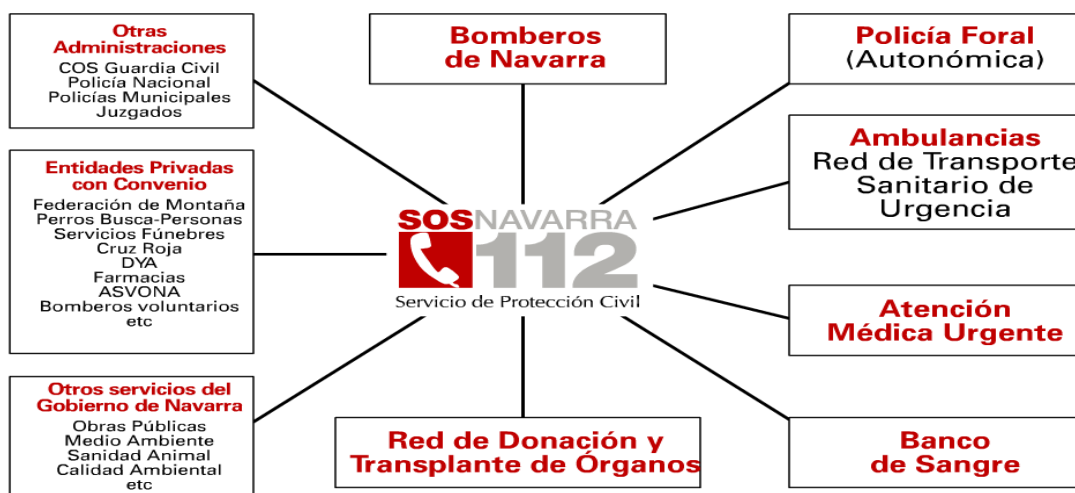 Otras
Administraciones
COS Guardia Civil
Policía Nacional
Policías Municipales
Juzgados
Bomberos
de Navarra
Policía Foral
(Autonómica)
Entidades Privadas
con Convenio
Federación de Montaña
Perros Busca-Personas
Servicios Fúnebres
Cruz Roja
DYA
Farmacias
ASVONA
Bomberos voluntarios
etc
SOSNAVARRA
112
Servicio de Protección Civil
Ambulancias
Red de Transporte
Sanitario de
Urgencia
Atención
Médica Urgente
Otros servicios del
Gobierno de Navarra
Obras Públicas
Medio Ambiente
Sanidad Animal
Calidad Ambiental
etc
Red de Donación y
Transplante de Órganos
Banco
de Sangre